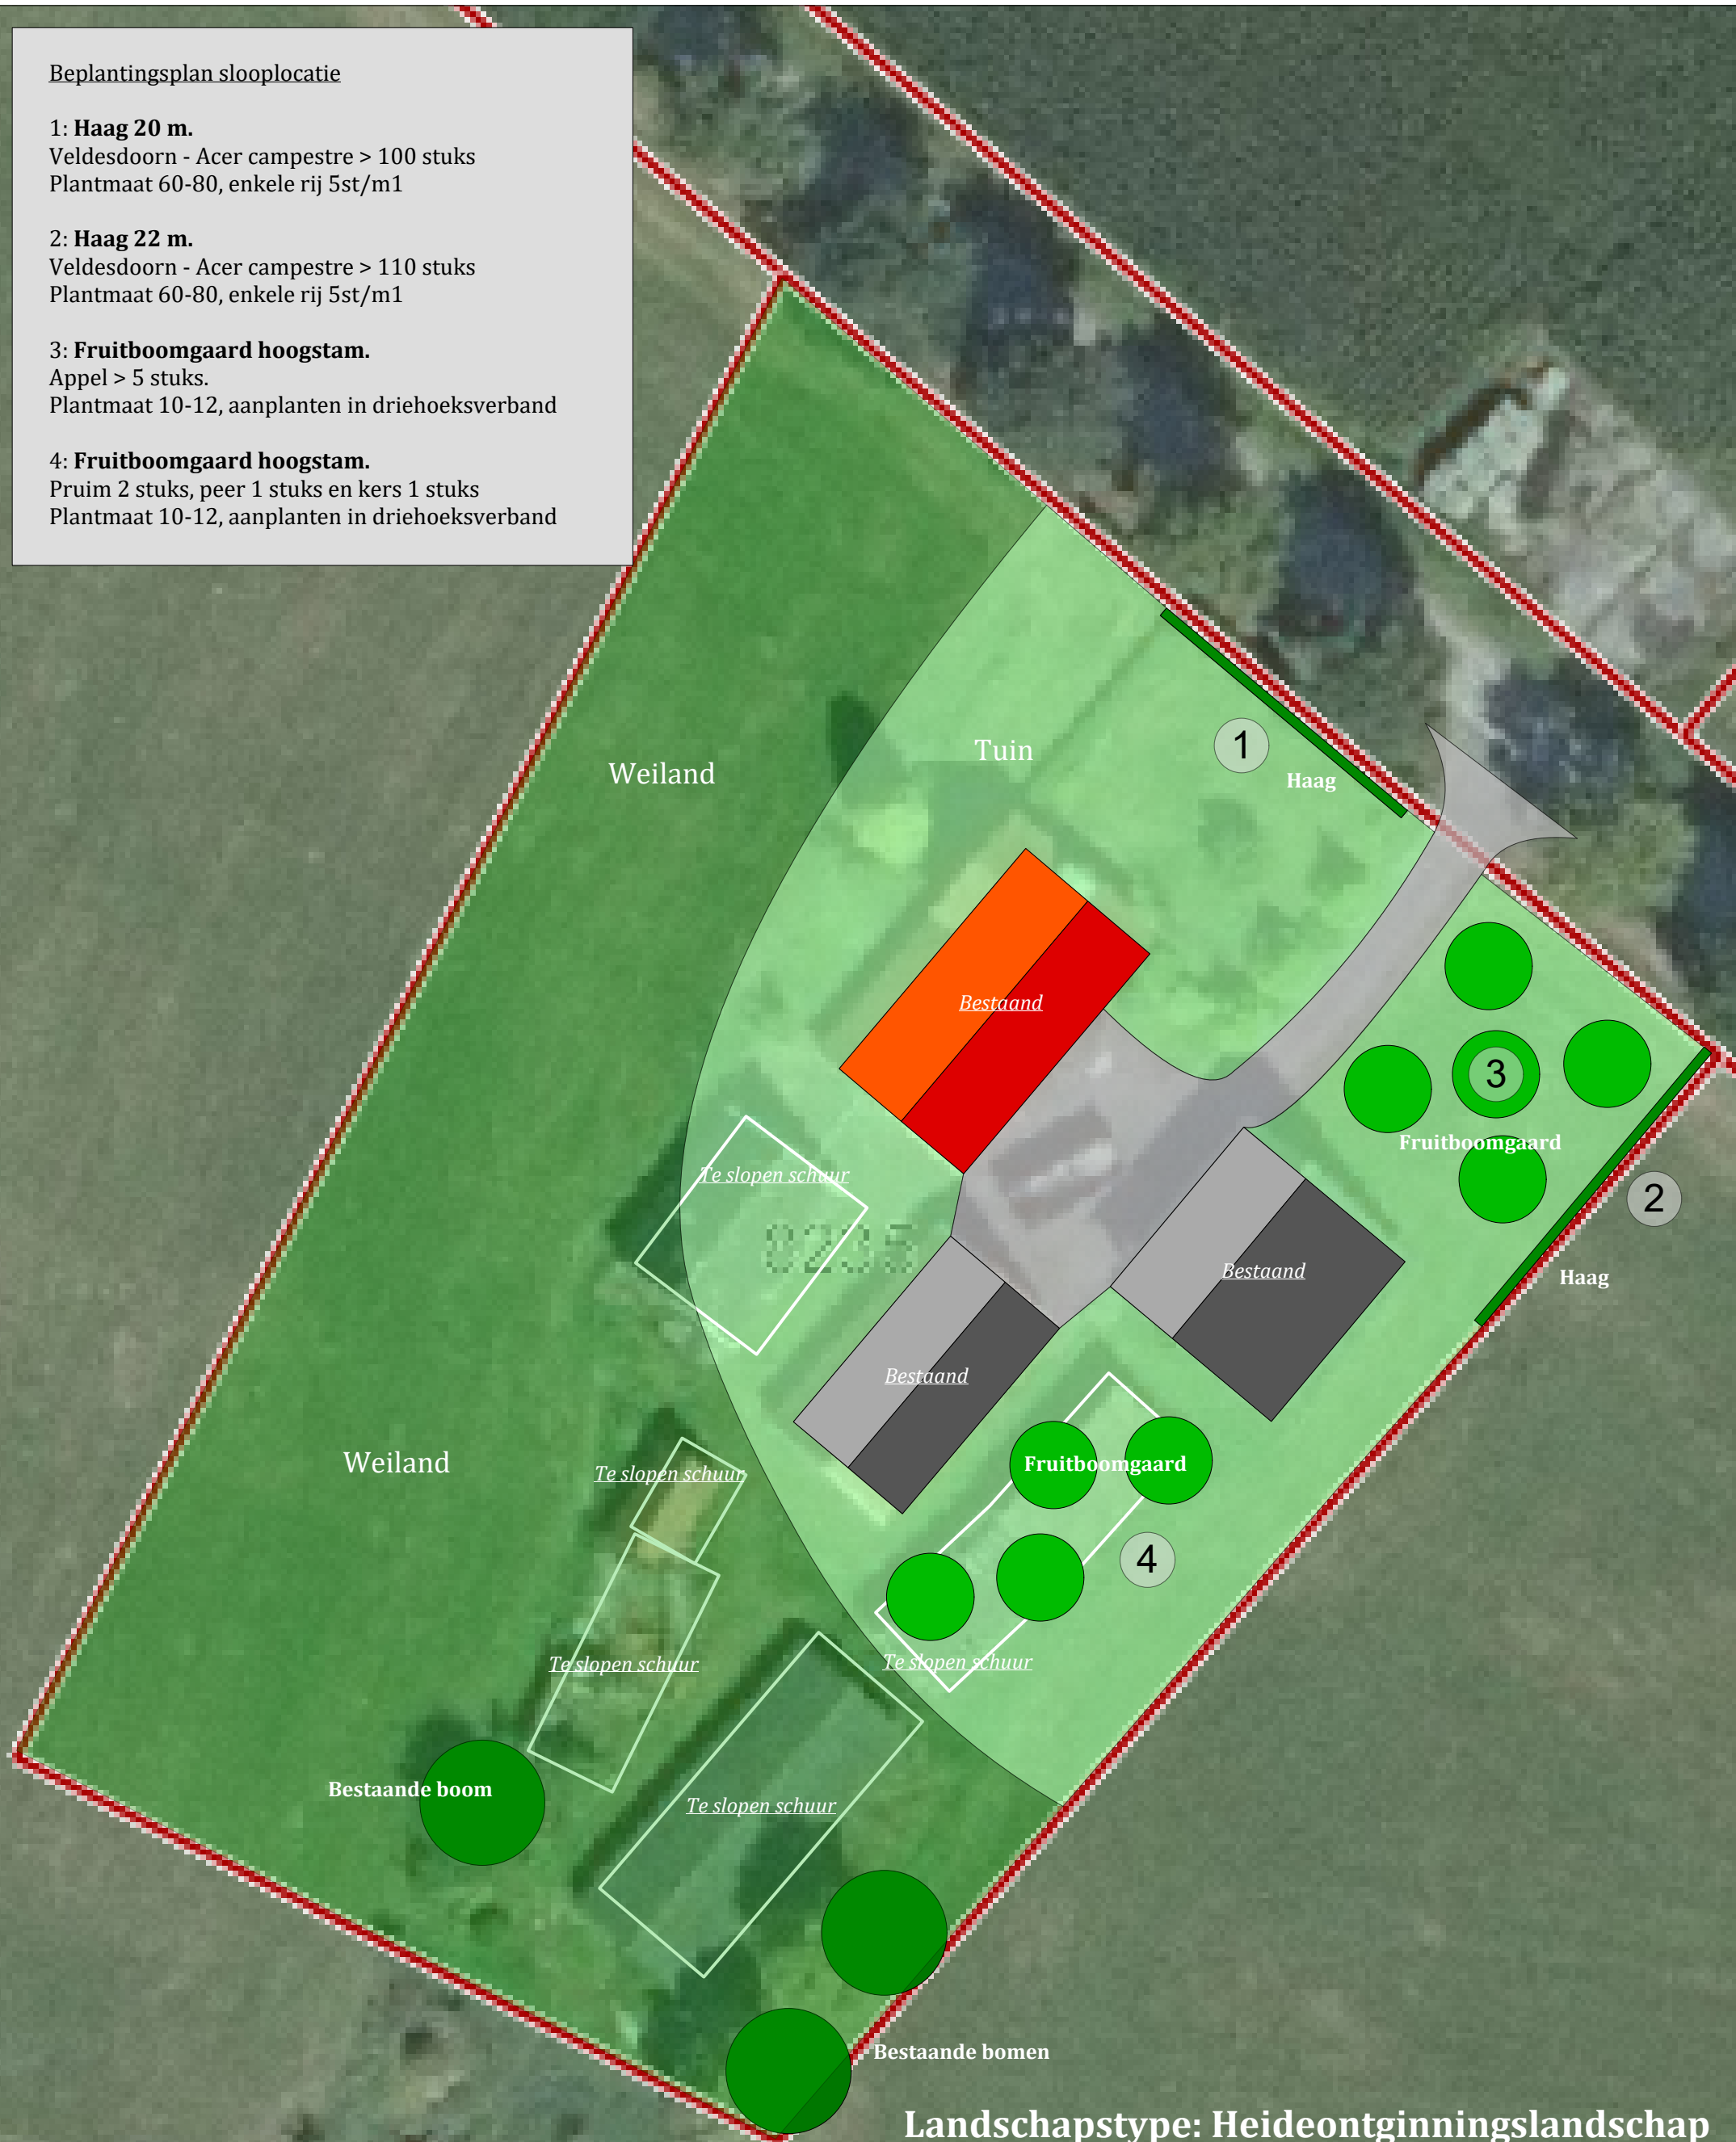 Beplantingsplan slooplocatie
1: Haag 20 m.
Veldesdoorn - Acer campestre > 100 stuks
Plantmaat 60-80, enkele rij 5st/m1
2: Haag 22 m.
Veldesdoorn - Acer campestre > 110 stuks
Plantmaat 60-80, enkele rij 5st/m1
3: Fruitboomgaard hoogstam.
Appel > 5 stuks.
Plantmaat 10-12, aanplanten in driehoeksverband
4: Fruitboomgaard hoogstam.
Pruim 2 stuks, peer 1 stuks en kers 1 stuks
Plantmaat 10-12, aanplanten in driehoeksverband
Tuin
1
Weiland
Haag
Bestaand
3
Fruitboomgaard
Te slopen schuur
2
Bestaand
Haag
Bestaand
Weiland
Fruitboomgaard
Te slopen schuur
4
Te slopen schuur
Te slopen schuur
Bestaande boom
Te slopen schuur
Bestaande bomen
Landschapstype: Heideontginningslandschap